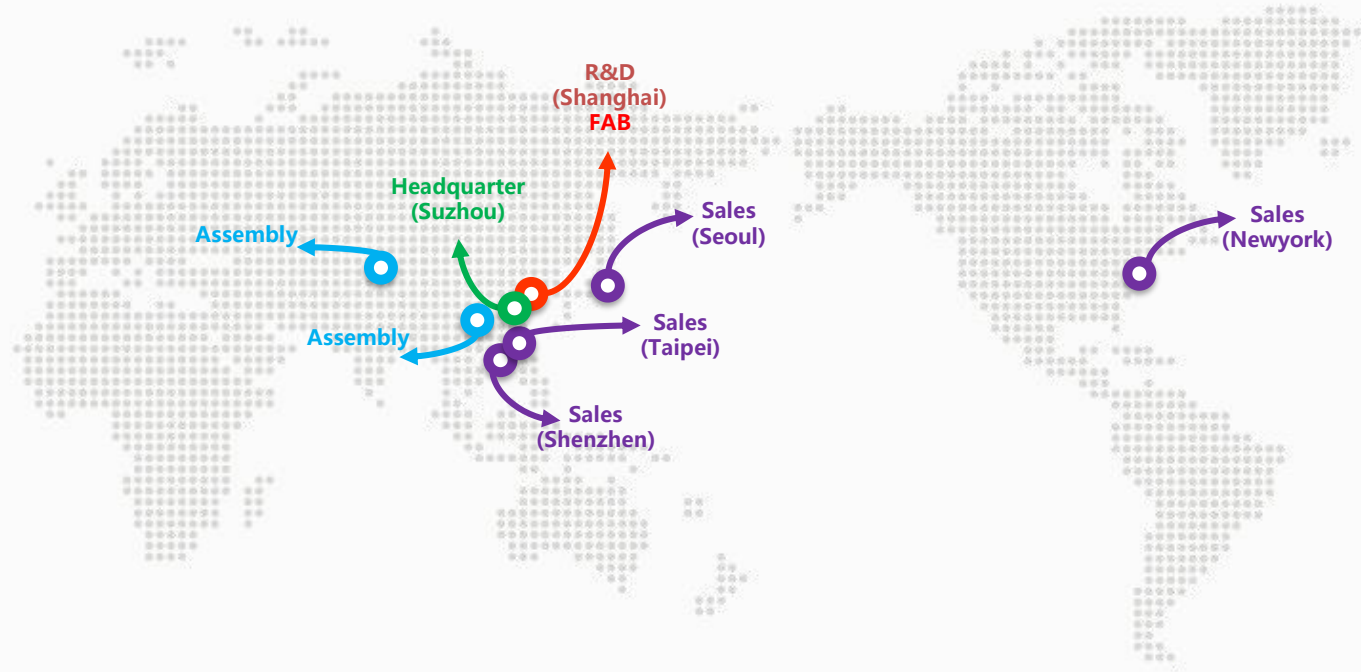 R&D
(Shanghai)
FAB
Headquarter
(Suzhou)
Sales
(Seoul)
Sales
(Newyork)
Assembly
Assembly
Sales
(Taipei)
Sales
(Shenzhen)